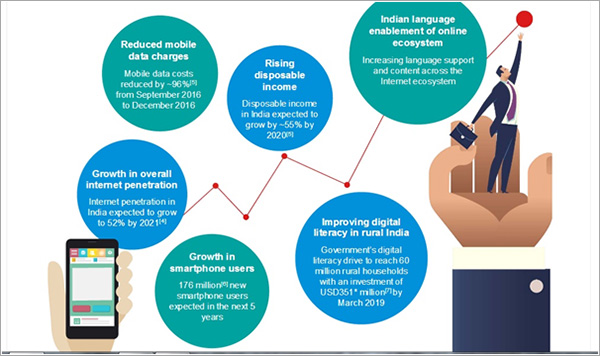 Reduced mobile
data charges
Mobile data costs
reduced by ~96%[5]
from September 2016
to December 2016
Rising
disposable
income
Disposable income
in India expected to
grow by ~55% by
2020[5]
Indian language
enablement of online
ecosystem
Increasing language support
and content across the
Internet ecosystem
Growth in overall
internet penetration
Internet penetration in
India expected to grow
to 52% by 2021[4]
Growth in
smartphone users
176 million[6] new
smartphone users
expected in the next 5
years
Improving digital
literacy in rural India
Government's digital
literacy drive to reach 60
million rural households
with an investment of
USD351* million[7] by
March 2019